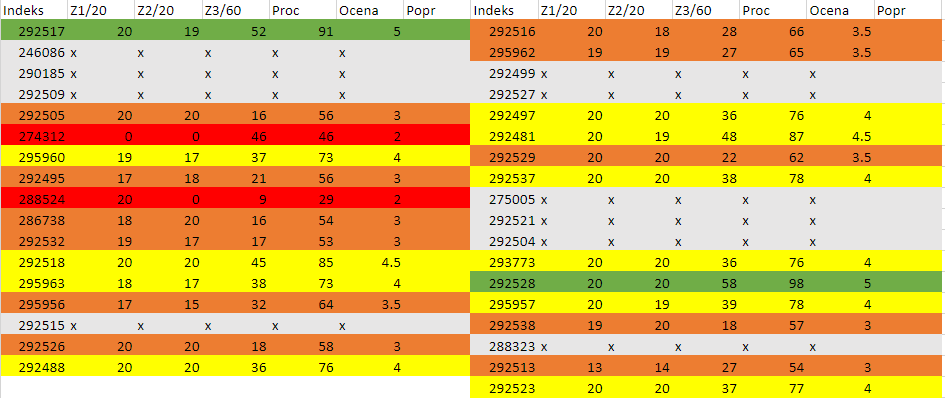 Indeks Z1/20 Z2/20 Z3/60 Proc Ocena Popr
292517 20 19 52 91 5
246086 x x x x x
290185 x x x x x
292509 x x x x x
292505 20 20 16 56 3
274312 0 0 46 46 2
295960 19 17 37 73 4
292495 17 18 21 56 3
288524 20 0 9 29 2
286738 18 20 16 54 3
292532 19 17 17 53 3
292518 20 20 45 85 4.5
295963 18 17 38 73 4
295956 17 15 32 64 3.5
292515 x x x x x
292526 20 20 18 58 3
292488 20 20 36 76 4
Indeks Z1/20 Z2/20 Z3/60 Proc Ocena Popr
292516 20 18 28 66 3.5
295962 19 19 27 65 3.5
292499 x x x x x
292527 x x x x x
292497 20 20 36 76 4
292481 20 19 48 87 4.5
292529 20 20 22 62 3.5
292537 20 20 38 78 4
275005 x x x x x
292521 x x x x x
292504 x x x x x
293773 20 20 36 76 4
292528 20 20 58 98 5
295957 20 19 39 78 4
292538 19 20 18 57 3
288323 x x x x x
292513 13 14 27 54 3
292523 20 20 37 77 4